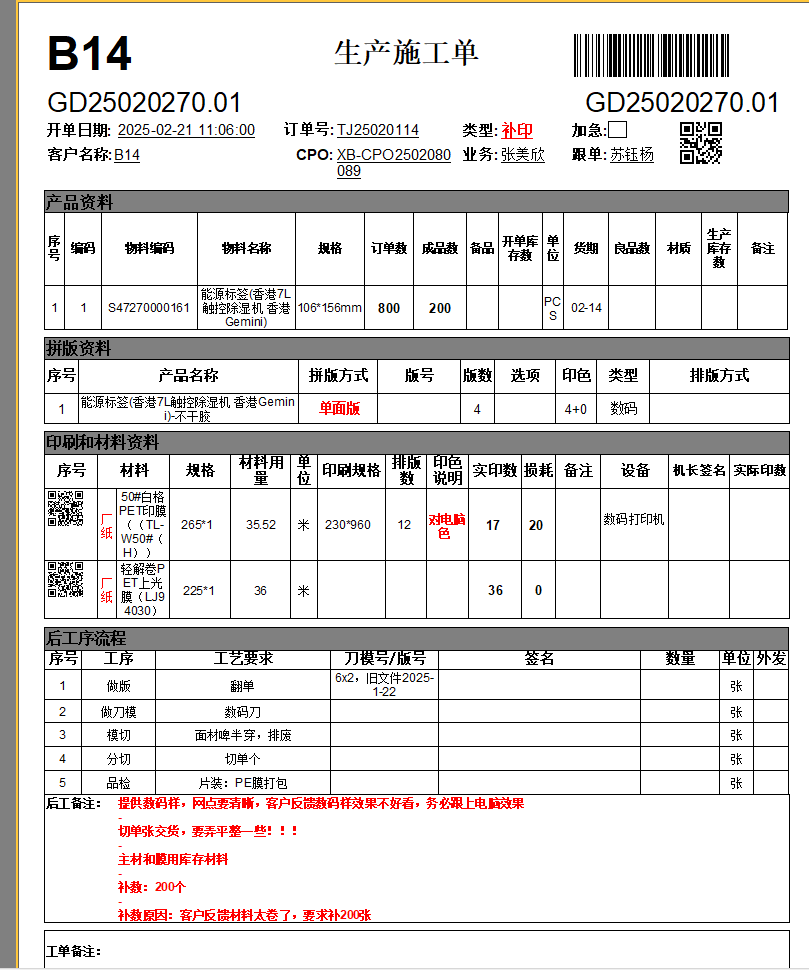 B14
生产施工单
GD25020270.01
GD25020270.01
开单日期: 2025-02-21 11:06:00 订单号: TJ25020114 类型: 补印 加急:
客户名称: B14 CPO: XB-CPO2502080 业务: 张美欣 跟单: 苏钰杨
089
产品资料
序号 编码 物料编码 物料名称 规格 订单数 成品数 备品 开单库存数 单位 货期 良品数 材质 生产库存数 备注
1 1 S47270000161 能源标签(香港7L触控除湿机 香港Gemini) 106*156mm 800 200 PCS 02-14
拼版资料
序号 产品名称 拼版方式 版号 版数 选项 印色 类型 排版方式
1 能源标签(香港7L触控除湿机 香港Gemini)-不干胶 单面版 4 4+0 数码
印刷和材料资料
序号 材料 规格 材料用量 单位 印刷规格 排版数 印色说明 实印数 损耗 备注 设备 机长签名 实际印数
厂纸 50#白格PET印膜（（TL-W50#（H）） 265*1 35.52 米 230*960 12 对电脑色 17 20 数码打印机
厂纸 轻解卷PET上光膜（LJ94030） 225*1 36 米 36 0
后工序流程
序号 工序 工艺要求 刀模号/版号 签名 数量 单位 外发
1 做版 翻单 6x2，旧文件2025-1-22 张
2 做刀模 数码刀 张
3 模切 面材啤半穿，排废 张
4 分切 切单个 张
5 品检 片装：PE膜打包 张
后工备注： 提供数码样，网点要清晰，客户反馈数码样效果不好看，务必跟上电脑效果
-
切单张交货，要弄平整一些！！！
-
主材和膜用库存材料
-
补数：200个
-
补数原因：客户反馈材料太卷了，要求补200张
工单备注：